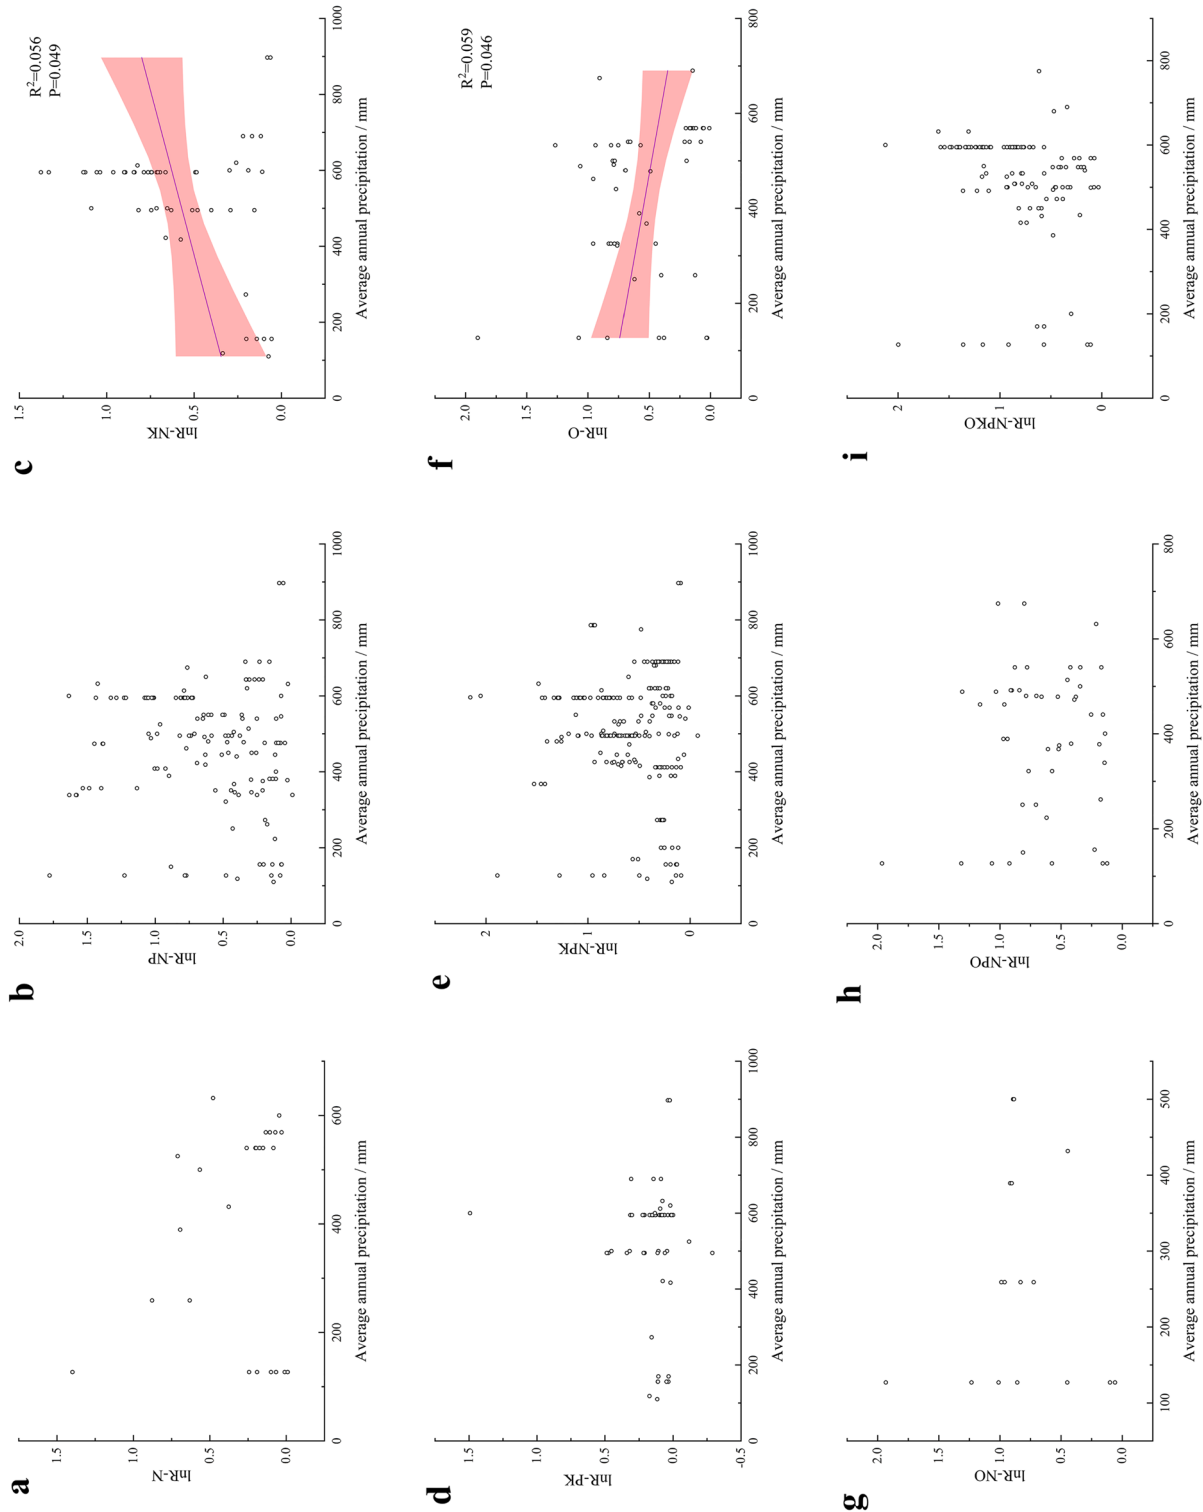 a
lnR-N
1.5
1.0
0.5
0.0
0
200
400
600
Average annual precipitation / mm
b
lnR-NP
2.0
1.5
1.0
0.5
0.0
0
200
400
600
800
1000
Average annual precipitation / mm
c
lnR-NK
1.5
1.0
0.5
0.0
0
200
400
600
800
1000
Average annual precipitation / mm
R²=0.056
P=0.049
d
lnR-PK
1.5
1.0
0.5
0.0
-0.5
0
200
400
600
800
1000
Average annual precipitation / mm
e
lnR-NPK
2
1
0
0
200
400
600
800
1000
Average annual precipitation / mm
f
lnR-O
2.0
1.5
1.0
0.5
0.0
0
200
400
600
800
Average annual precipitation / mm
R²=0.059
P=0.046
g
lnR-NO
2.0
1.5
1.0
0.5
0.0
100
200
300
400
500
Average annual precipitation / mm
h
lnR-NPO
2.0
1.5
1.0
0.5
0.0
0
200
400
600
800
Average annual precipitation / mm
i
lnR-NPKO
2
1
0
0
200
400
600
800
Average annual precipitation / mm